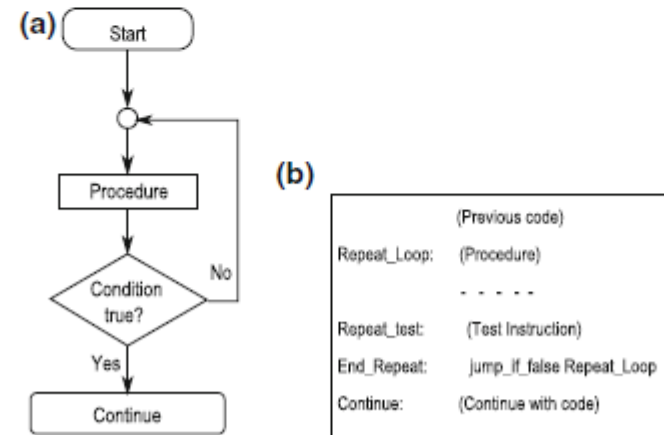 (a)
Start
Procedure
Condition
true?
No
Yes
Continue
(b)
(Previous code)
Repeat_Loop: (Procedure)
- - - - -
Repeat_test: (Test Instruction)
End_Repeat: jump_if_false Repeat_Loop
Continue: (Continue with code)